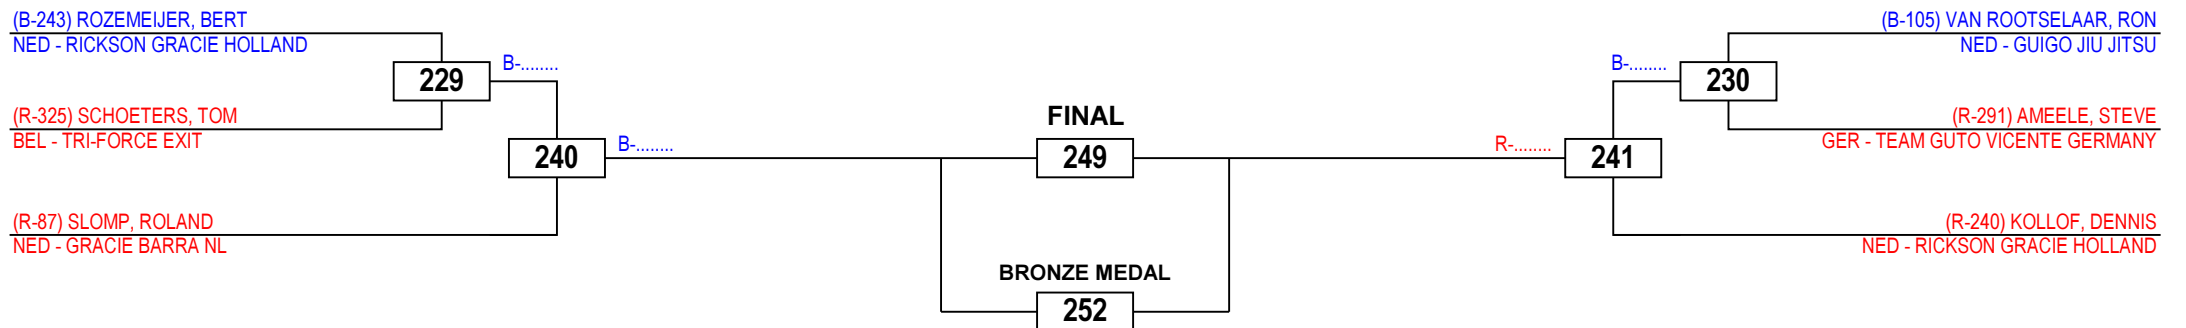 (B-243) ROZEMEIJER, BERT
NED - RICKSON GRACIE HOLLAND
229
B-........
(R-325) SCHOETERS, TOM
BEL - TRI-FORCE EXIT
240
B-........
(R-87) SLOMP, ROLAND
NED - GRACIE BARRA NL
FINAL
249
BRONZE MEDAL
252
(B-105) VAN ROOTSELAAR, RON
NED - GUIGO JIU JITSU
B-........
230
(R-291) AMEELE, STEVE
GER - TEAM GUTO VICENTE GERMANY
R-........
241
(R-240) KOLLOF, DENNIS
NED - RICKSON GRACIE HOLLAND